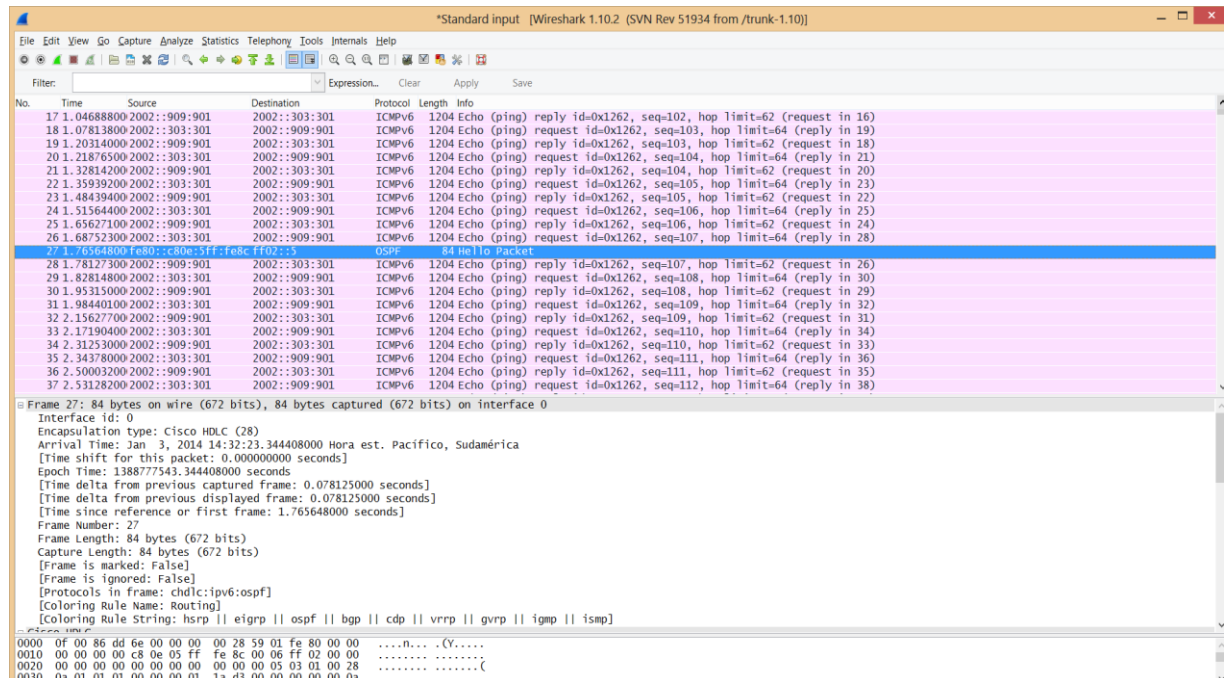 *Standard input [Wireshark 1.10.2 (SVN Rev 51934 from /trunk-1.10)]
File Edit View Go Capture Analyze Statistics Telephony Tools Internals Help
Filter: Expression... Clear Apply Save
No. Time Source Destination Protocol Length Info
17 1.04688800 2002::909:901 2002::303:301 ICMPv6 1204 Echo (ping) reply id=0x1262, seq=102, hop limit=62 (request in 16)
18 1.07813800 2002::303:301 2002::909:901 ICMPv6 1204 Echo (ping) request id=0x1262, seq=103, hop limit=64 (reply in 19)
19 1.20314000 2002::909:901 2002::303:301 ICMPv6 1204 Echo (ping) reply id=0x1262, seq=103, hop limit=62 (request in 18)
20 1.21876500 2002::303:301 2002::909:901 ICMPv6 1204 Echo (ping) request id=0x1262, seq=104, hop limit=64 (reply in 21)
21 1.32814200 2002::909:901 2002::303:301 ICMPv6 1204 Echo (ping) reply id=0x1262, seq=104, hop limit=62 (request in 20)
22 1.35939200 2002::303:301 2002::909:901 ICMPv6 1204 Echo (ping) request id=0x1262, seq=105, hop limit=64 (reply in 23)
23 1.48439400 2002::909:901 2002::303:301 ICMPv6 1204 Echo (ping) reply id=0x1262, seq=105, hop limit=62 (request in 22)
24 1.51564400 2002::303:301 2002::909:901 ICMPv6 1204 Echo (ping) request id=0x1262, seq=106, hop limit=64 (reply in 25)
25 1.65627100 2002::909:901 2002::303:301 ICMPv6 1204 Echo (ping) reply id=0x1262, seq=106, hop limit=62 (request in 24)
26 1.68752300 2002::303:301 2002::909:901 ICMPv6 1204 Echo (ping) request id=0x1262, seq=107, hop limit=64 (reply in 28)
27 1.76564800 fe80::c80e:5ff:fe8c ff02::5 OSPF 84 Hello Packet
28 1.78127300 2002::909:901 2002::303:301 ICMPv6 1204 Echo (ping) reply id=0x1262, seq=107, hop limit=62 (request in 26)
29 1.82814800 2002::303:301 2002::909:901 ICMPv6 1204 Echo (ping) request id=0x1262, seq=108, hop limit=64 (reply in 30)
30 1.95315000 2002::909:901 2002::303:301 ICMPv6 1204 Echo (ping) reply id=0x1262, seq=108, hop limit=62 (request in 29)
31 1.98440100 2002::303:301 2002::909:901 ICMPv6 1204 Echo (ping) request id=0x1262, seq=109, hop limit=64 (reply in 32)
32 2.15627700 2002::909:901 2002::303:301 ICMPv6 1204 Echo (ping) reply id=0x1262, seq=109, hop limit=62 (request in 31)
33 2.17190400 2002::303:301 2002::909:901 ICMPv6 1204 Echo (ping) request id=0x1262, seq=110, hop limit=64 (reply in 34)
34 2.31253000 2002::909:901 2002::303:301 ICMPv6 1204 Echo (ping) reply id=0x1262, seq=110, hop limit=62 (request in 33)
35 2.34378000 2002::303:301 2002::909:901 ICMPv6 1204 Echo (ping) request id=0x1262, seq=111, hop limit=64 (reply in 36)
36 2.50003200 2002::909:901 2002::303:301 ICMPv6 1204 Echo (ping) reply id=0x1262, seq=111, hop limit=62 (request in 35)
37 2.53128200 2002::303:301 2002::909:901 ICMPv6 1204 Echo (ping) request id=0x1262, seq=112, hop limit=64 (reply in 38)
Frame 27: 84 bytes on wire (672 bits), 84 bytes captured (672 bits) on interface 0
Interface id: 0
Encapsulation type: Cisco HDLC (28)
Arrival Time: Jan 3, 2014 14:32:23.344408000 Hora est. Pacífico, Sudamérica
[Time shift for this packet: 0.000000000 seconds]
Epoch Time: 1388777543.344408000 seconds
[Time delta from previous captured frame: 0.078125000 seconds]
[Time delta from previous displayed frame: 0.078125000 seconds]
[Time since reference or first frame: 1.765648000 seconds]
Frame Number: 27
Frame Length: 84 bytes (672 bits)
Capture Length: 84 bytes (672 bits)
[Frame is marked: False]
[Frame is ignored: False]
[Protocols in frame: chdlc:ipv6:ospf]
[Coloring Rule Name: Routing]
[Coloring Rule String: hsrp || eigrp || ospf || bgp || cdp || vrrp || gvrp || igmp || ismp]
Cisco HDLC
0000 0f 00 86 dd 6e 00 00 00 00 28 59 01 fe 80 00 00 ....n... .(Y.....
0010 00 00 00 00 c8 0e 05 ff fe 8c 00 06 ff 02 00 00 ........ ........
0020 00 00 00 00 00 00 00 00 00 00 00 05 03 01 00 28 ........ .......(
0030 0a 01 01 01 00 00 00 01 1a d3 00 00 00 00 00 0a